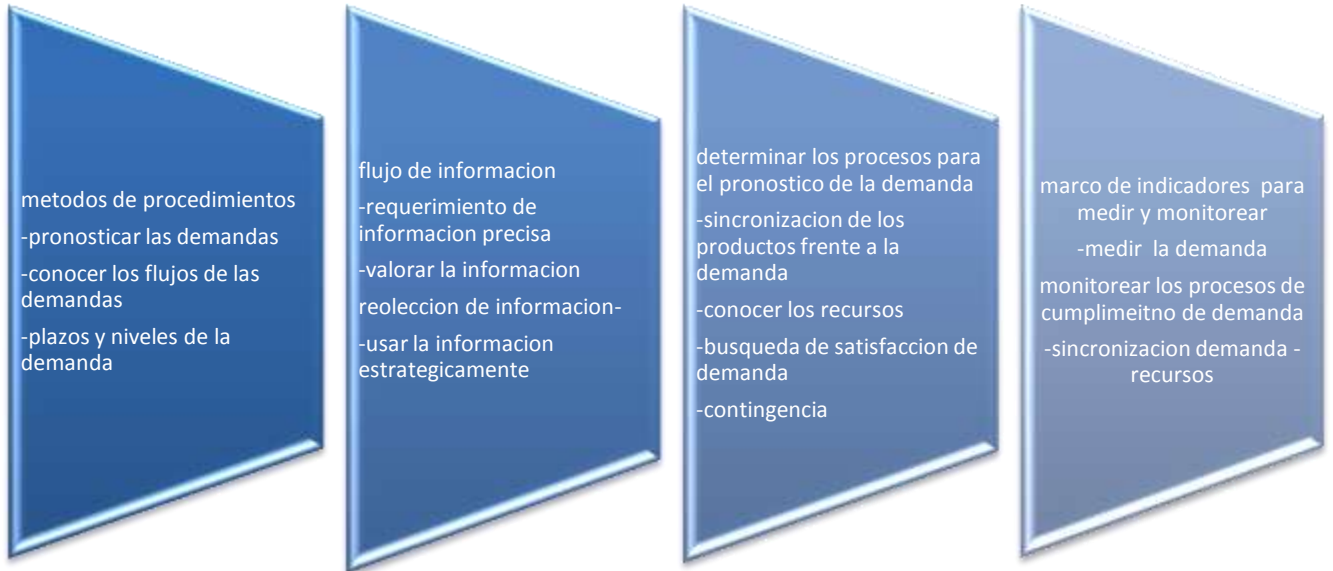 metodos de procedimientos
-pronosticar las demandas
-conocer los flujos de las
demandas
-plazos y niveles de la
demanda
flujo de informacion
-requerimiento de
informacion precisa
-valorar la informacion
reoleccion de informacion-
-usar la informacion
estrategicamente
determinar los procesos para
el pronostico de la demanda
-sincronizacion de los
productos frente a la
demanda
-conocer los recursos
-busqueda de satisfaccion de
demanda
-contingencia
marco de indicadores  para
medir y monitorear
-medir  la demanda
monitorear los procesos de
cumplimeitno de demanda
-sincronizacion demanda -
recursos